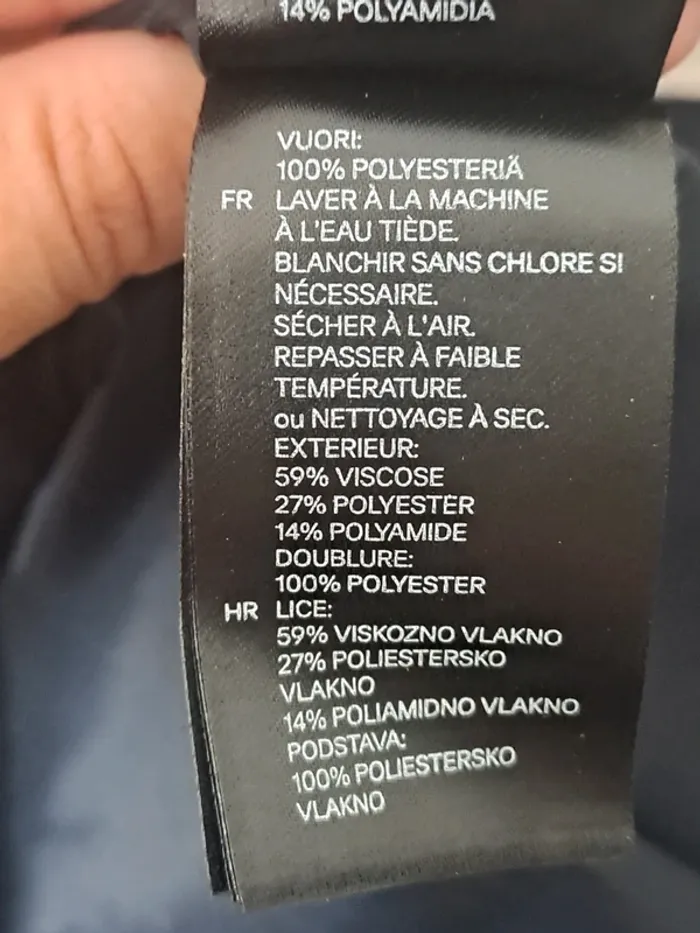 14% POLYAMIDIA
VUORI:
100% POLYESTERIÄ
FR LAVER À LA MACHINE
À L'EAU TIÈDE.
BLANCHIR SANS CHLORE SI
NÉCESSAIRE.
SÉCHER À L'AIR.
REPASSER À FAIBLE
TEMPÉRATURE.
ou NETTOYAGE À SEC.
EXTERIEUR:
59% VISCOSE
27% POLYESTER
14% POLYAMIDE
DOUBLURE:
100% POLYESTER
HR LICE:
59% VISKOZNO VLAKNO
27% POLIESTERSKO
VLAKNO
14% POLIAMIDNO VLAKNO
PODSTAVA:
100% POLIESTERSKO
VLAKNO